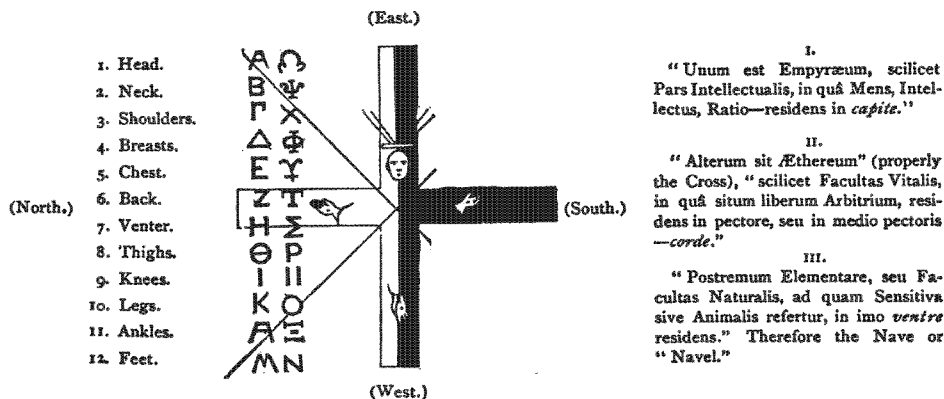 (East.)
1. Head.
2. Neck.
3. Shoulders.
4. Breasts.
5. Chest.
6. Back.
7. Venter.
8. Thighs.
9. Knees.
10. Legs.
11. Ankles.
12. Feet.
Α Ω
Β Ψ
Γ Χ
Δ Φ
Ε Υ
Ζ Τ
Η Σ
Θ Ρ
Ι Π
Κ Ο
Λ Ξ
Μ Ν
(North.)
(South.)
(West.)
I.
“ Unum est Empyræum, scilicet
Pars Intellectualis, in quâ Mens, Intel-
lectus, Ratio—residens in capite.”
II.
“ Alterum sit Æthereum” (properly
the Cross), “ scilicet Facultas Vitalis,
in quâ situm liberum Arbitrium, resi-
dens in pectore, seu in medio pectoris
—corde.”
III.
“ Postremum Elementare, seu Fa-
cultas Naturalis, ad quam Sensitiva
sive Animalis refertur, in imo ventre
residens.” Therefore the Nave or
“ Navel.”